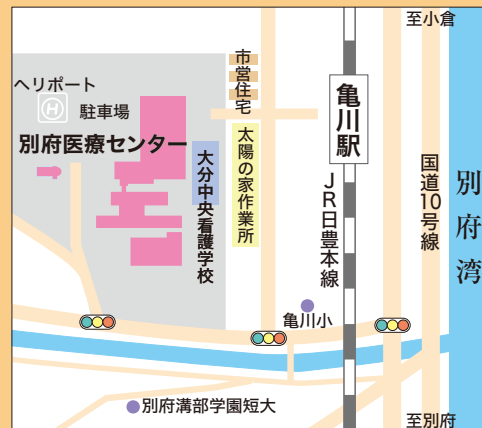 至小倉
市営住宅
ヘリポート
H
駐車場
別府医療センター
亀川駅
太陽の家作業所
大分中央看護学校
JR日豊本線
国道10号線
別府湾
亀川小
別府溝部学園短大
至別府